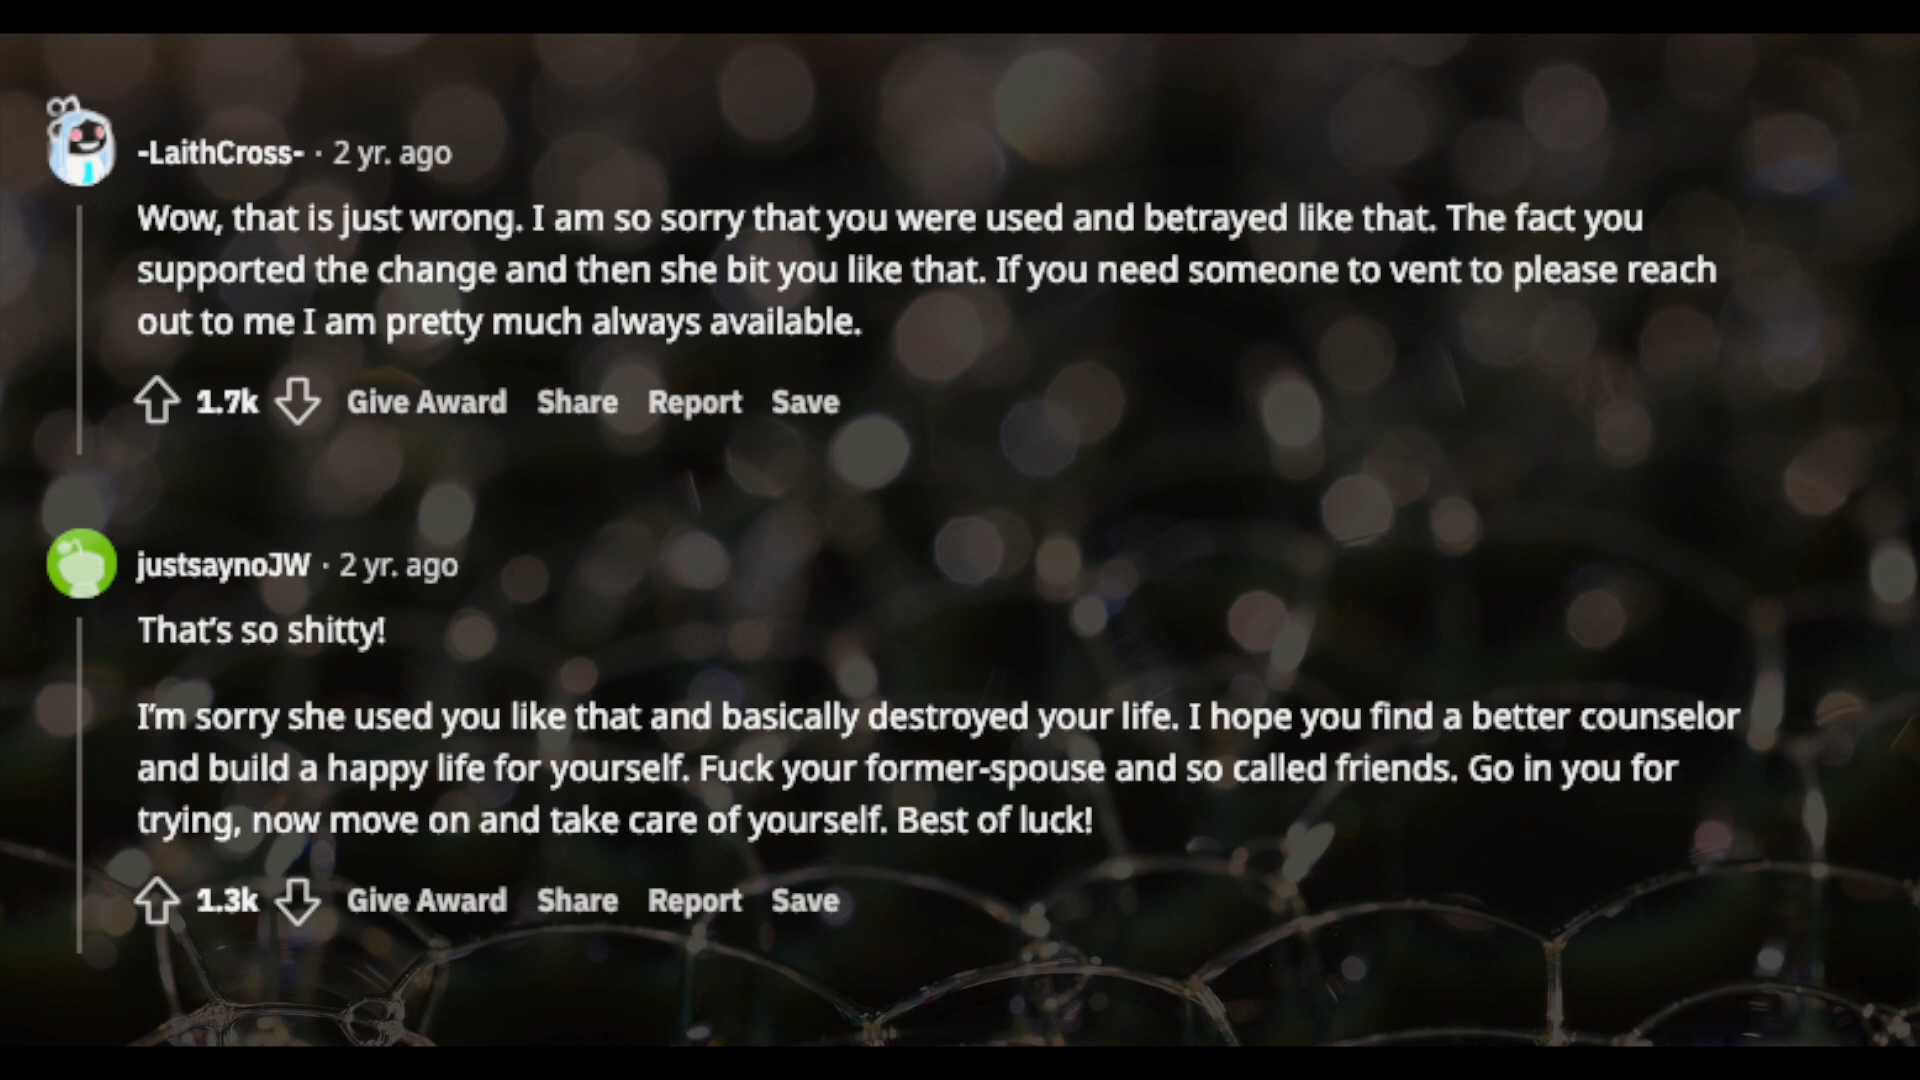 -LaithCross- · 2 yr. ago
Wow, that is just wrong. I am so sorry that you were used and betrayed like that. The fact you
supported the change and then she bit you like that. If you need someone to vent to please reach
out to me I am pretty much always available.
1.7k Give Award Share Report Save
justsaynoJW · 2 yr. ago
That's so shitty!
I'm sorry she used you like that and basically destroyed your life. I hope you find a better counselor
and build a happy life for yourself. Fuck your former-spouse and so called friends. Go in you for
trying, now move on and take care of yourself. Best of luck!
1.3k Give Award Share Report Save